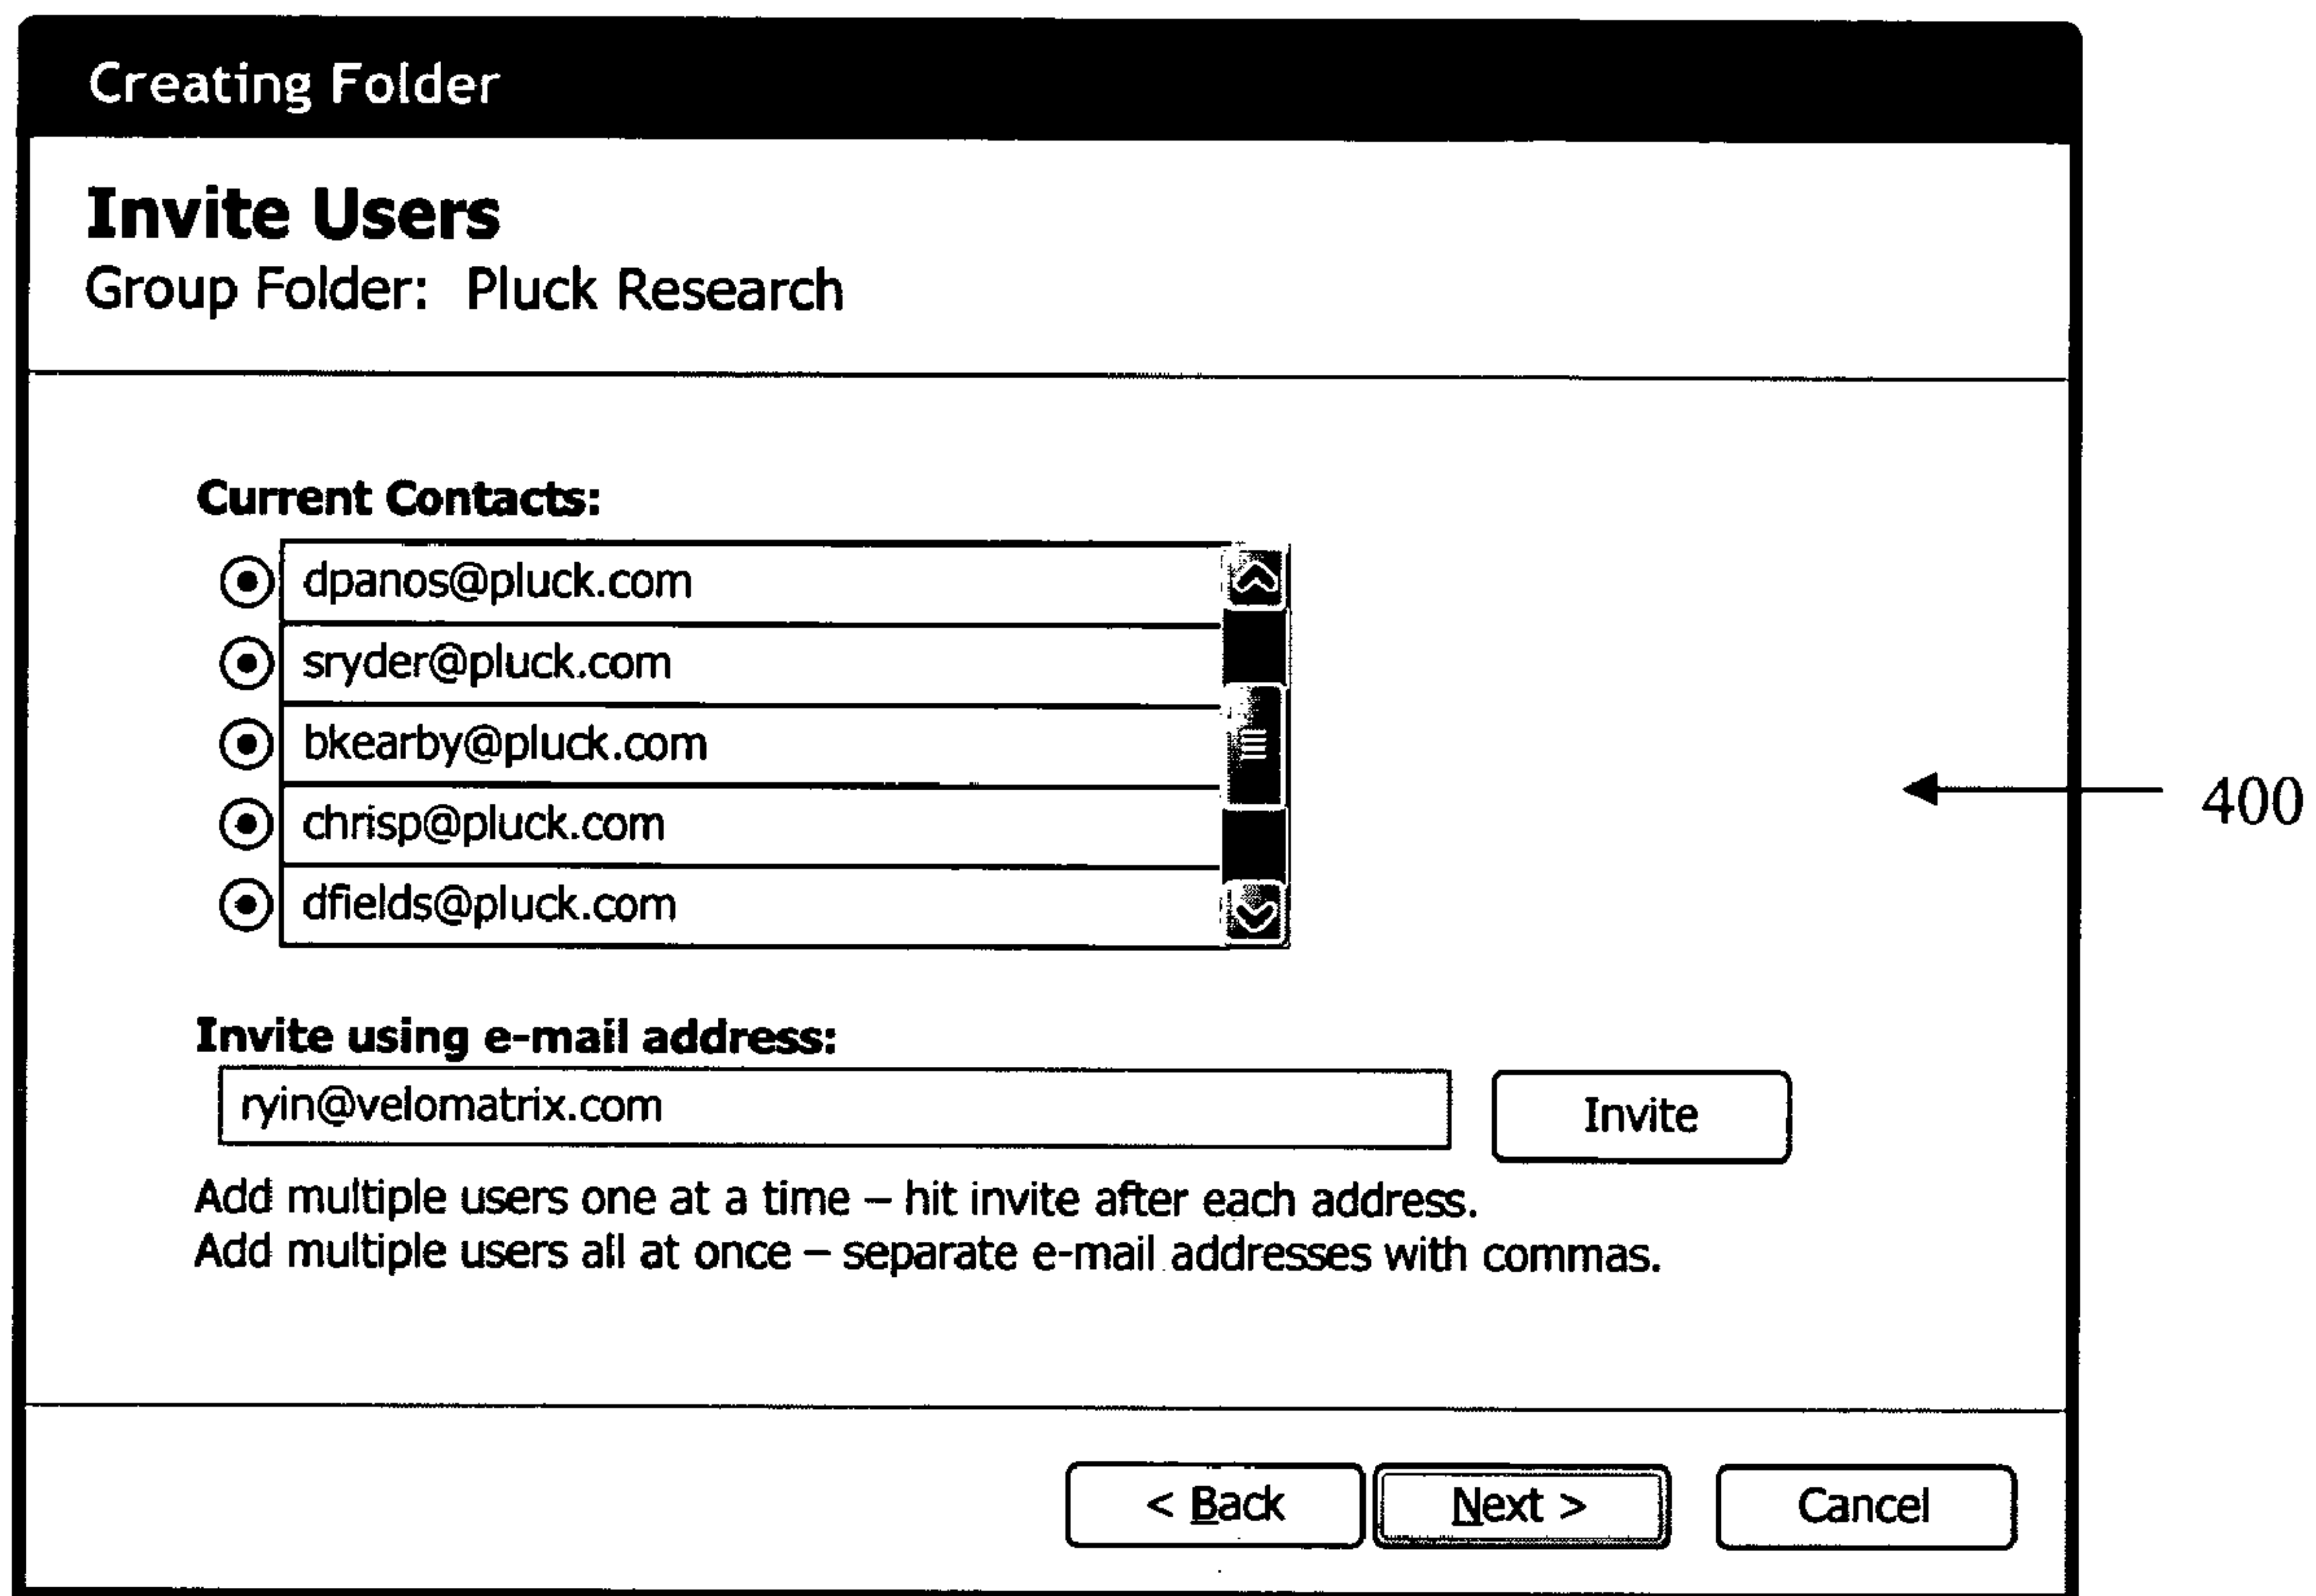 Creating Folder
Invite Users
Group Folder: Pluck Research
Current Contacts:
dpanos@pluck.com
sryder@pluck.com
bkearby@pluck.com
chrisp@pluck.com
dfields@pluck.com
400
Invite using e-mail address:
ryin@velomatrix.com
Invite
Add multiple users one at a time – hit invite after each address.
Add multiple users all at once – separate e-mail addresses with commas.
< Back
Next >
Cancel